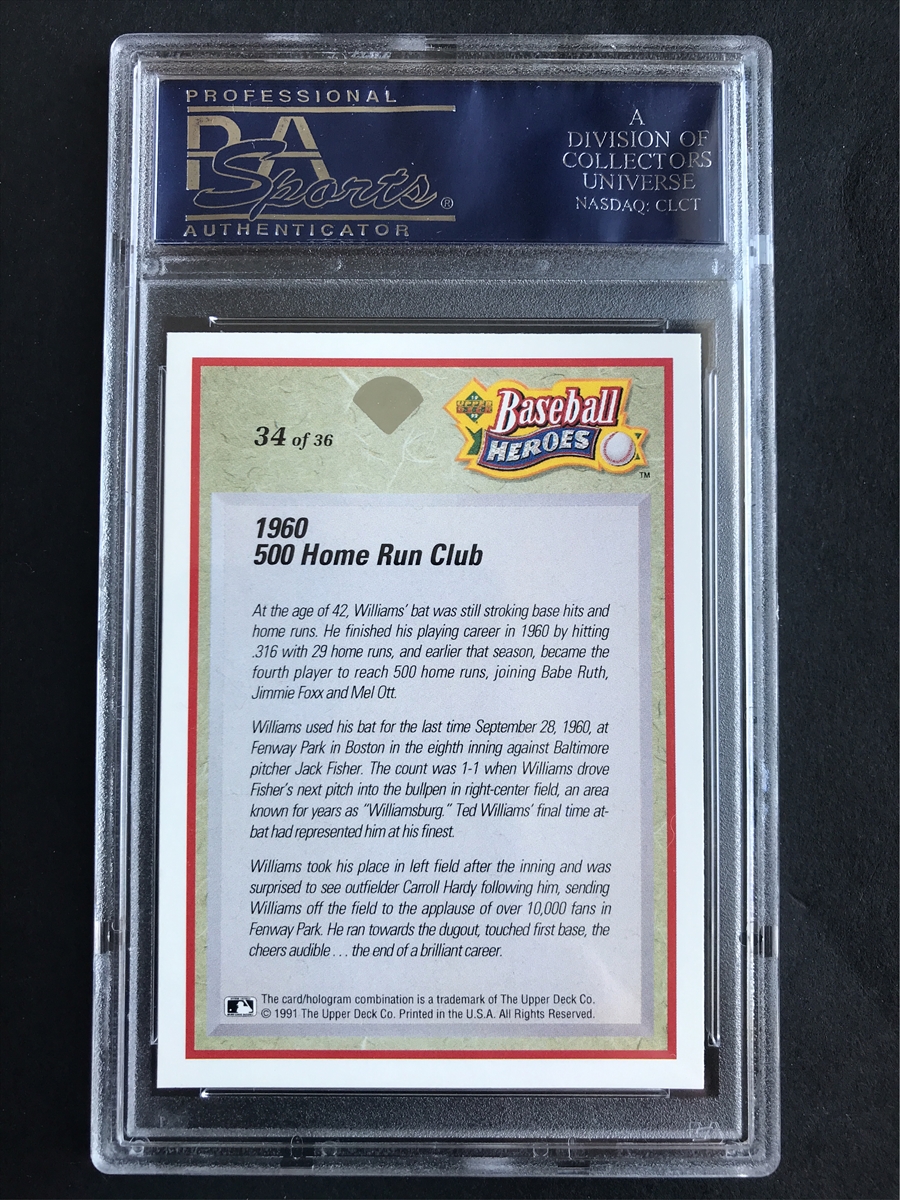 PROFESSIONAL
PSA
Sports®
AUTHENTICATOR
A
DIVISION OF
COLLECTORS
UNIVERSE
NASDAQ: CLCT
34 of 36
19 92
UPPER DECK
Baseball
HEROES
TM
1960
500 Home Run Club
At the age of 42, Williams' bat was still stroking base hits and
home runs. He finished his playing career in 1960 by hitting
.316 with 29 home runs, and earlier that season, became the
fourth player to reach 500 home runs, joining Babe Ruth,
Jimmie Foxx and Mel Ott.
Williams used his bat for the last time September 28, 1960, at
Fenway Park in Boston in the eighth inning against Baltimore
pitcher Jack Fisher. The count was 1-1 when Williams drove
Fisher's next pitch into the bullpen in right-center field, an area
known for years as "Williamsburg." Ted Williams' final time at-
bat had represented him at his finest.
Williams took his place in left field after the inning and was
surprised to see outfielder Carroll Hardy following him, sending
Williams off the field to the applause of over 10,000 fans in
Fenway Park. He ran towards the dugout, touched first base, the
cheers audible . . . the end of a brilliant career.
The card/hologram combination is a trademark of The Upper Deck Co.
© 1991 The Upper Deck Co. Printed in the U.S.A. All Rights Reserved.